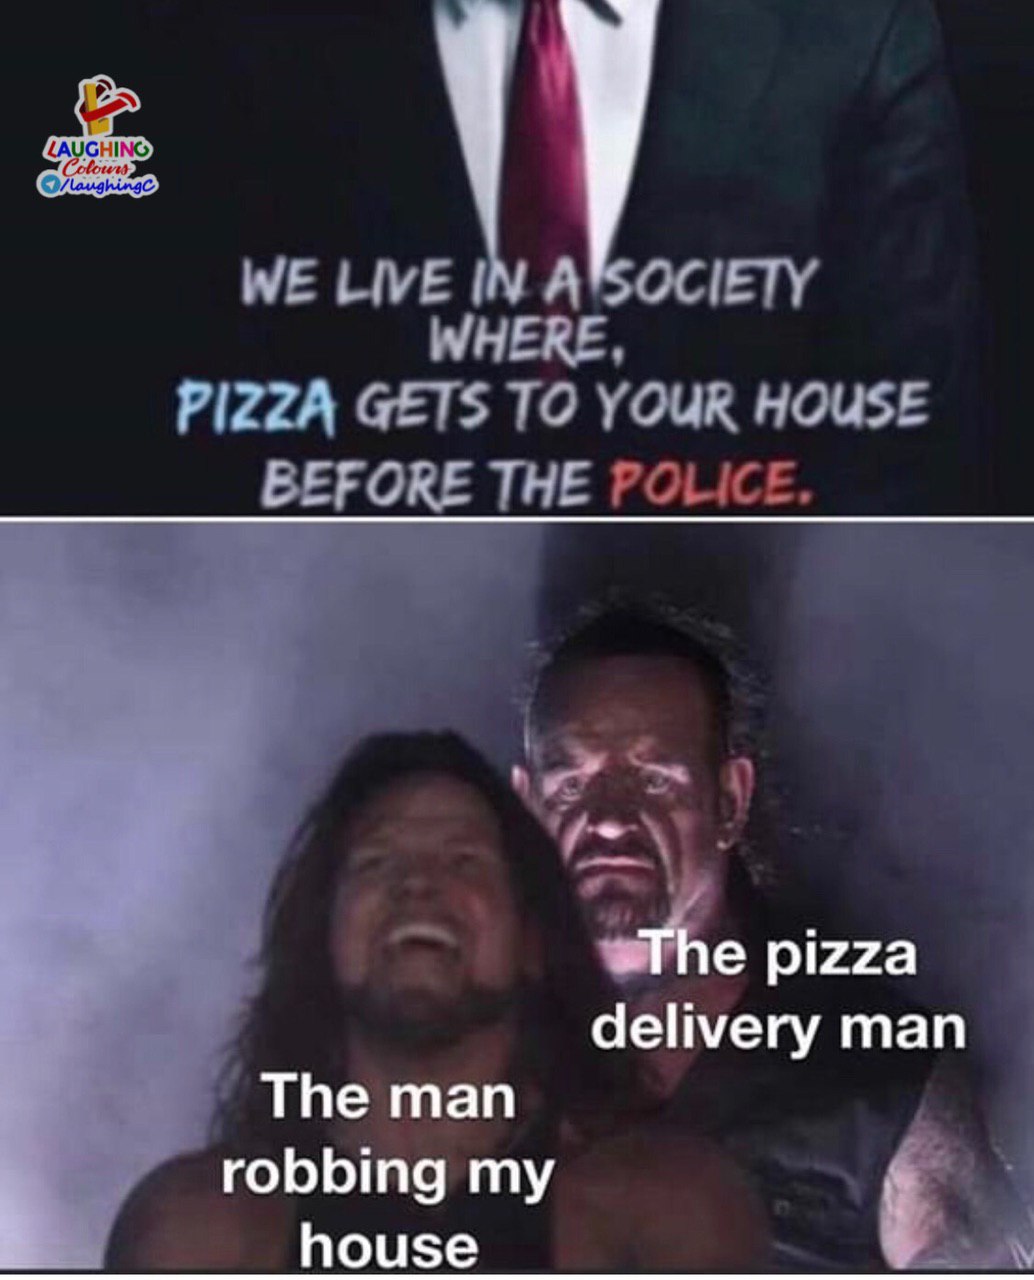 LAUGHING
Colours
/laughingC
WE LIVE IN A SOCIETY
WHERE,
PIZZA GETS TO YOUR HOUSE
BEFORE THE POLICE.
The pizza
delivery man
The man
robbing my
house